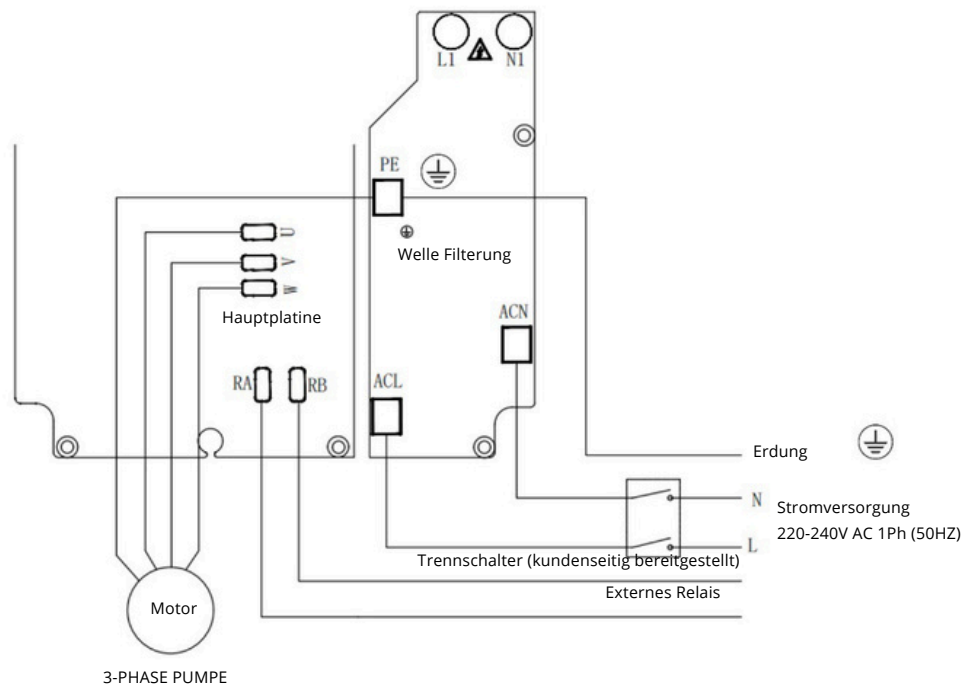 L1
N1
PE
Welle Filterung
U
V
W
Hauptplatine
ACN
RA
RB
ACL
Erdung
N
Stromversorgung
220-240V AC 1Ph (50HZ)
L
Trennschalter (kundenseitig bereitgestellt)
Externes Relais
Motor
3-PHASE PUMPE